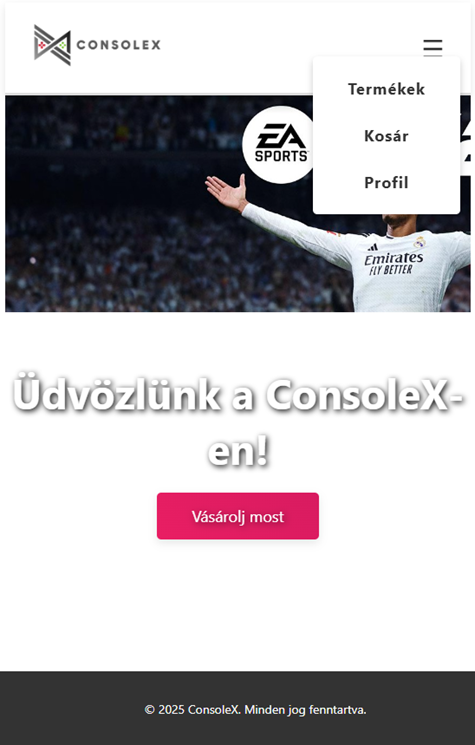 CONSOLEX
Termékek
Kosár
Profil
EA
SPORTS
Emirates
FLY BETTER
Üdvözlünk a ConsoleX-
en!
Vásárolj most
© 2025 ConsoleX. Minden jog fenntartva.